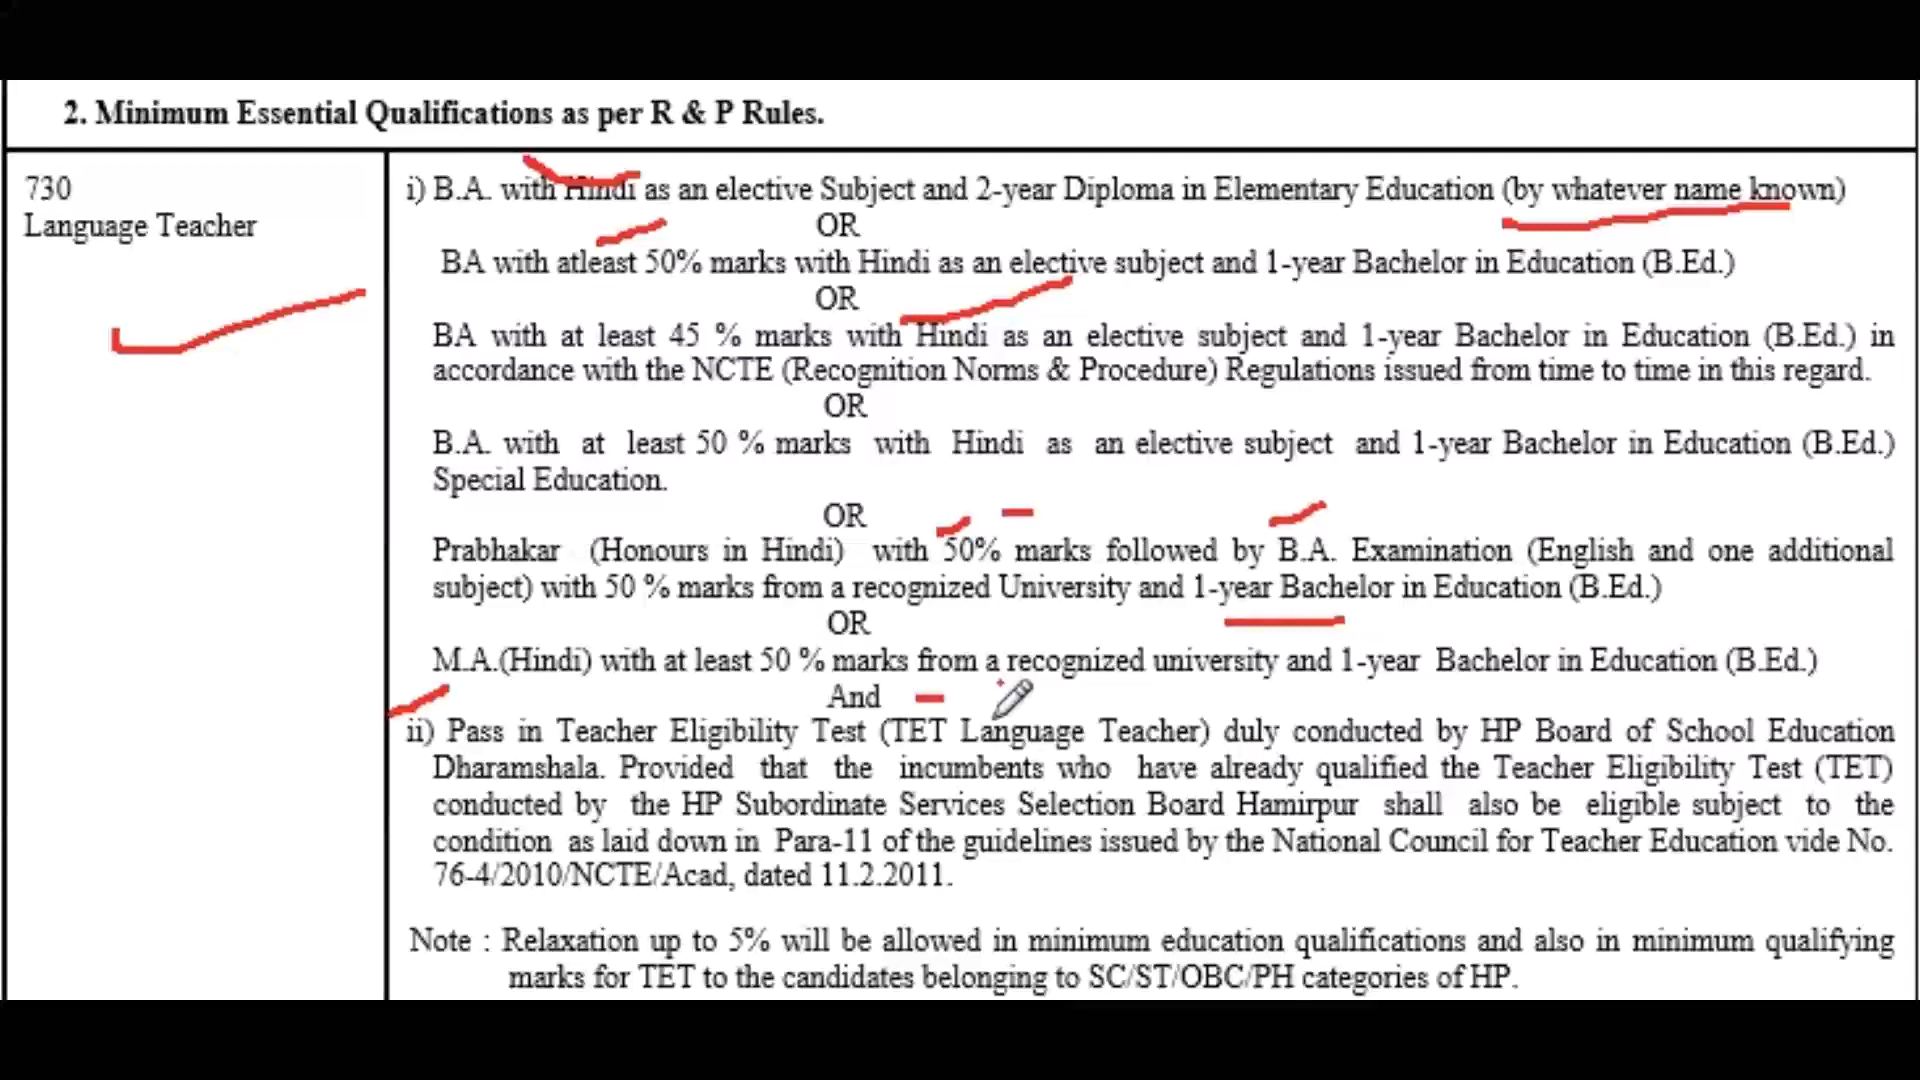 2. Minimum Essential Qualifications as per R & P Rules.
730
Language Teacher
i) B.A. with Hindi as an elective Subject and 2-year Diploma in Elementary Education (by whatever name known)
OR
BA with atleast 50% marks with Hindi as an elective subject and 1-year Bachelor in Education (B.Ed.)
OR
BA with at least 45 % marks with Hindi as an elective subject and 1-year Bachelor in Education (B.Ed.) in
accordance with the NCTE (Recognition Norms & Procedure) Regulations issued from time to time in this regard.
OR
B.A. with at least 50 % marks with Hindi as an elective subject and 1-year Bachelor in Education (B.Ed.)
Special Education.
OR
Prabhakar (Honours in Hindi) with 50% marks followed by B.A. Examination (English and one additional
subject) with 50 % marks from a recognized University and 1-year Bachelor in Education (B.Ed.)
OR
M.A.(Hindi) with at least 50 % marks from a recognized university and 1-year Bachelor in Education (B.Ed.)
And
ii) Pass in Teacher Eligibility Test (TET Language Teacher) duly conducted by HP Board of School Education
Dharamshala. Provided that the incumbents who have already qualified the Teacher Eligibility Test (TET)
conducted by the HP Subordinate Services Selection Board Hamirpur shall also be eligible subject to the
condition as laid down in Para-11 of the guidelines issued by the National Council for Teacher Education vide No.
76-4/2010/NCTE/Acad, dated 11.2.2011.
Note : Relaxation up to 5% will be allowed in minimum education qualifications and also in minimum qualifying
marks for TET to the candidates belonging to SC/ST/OBC/PH categories of HP.